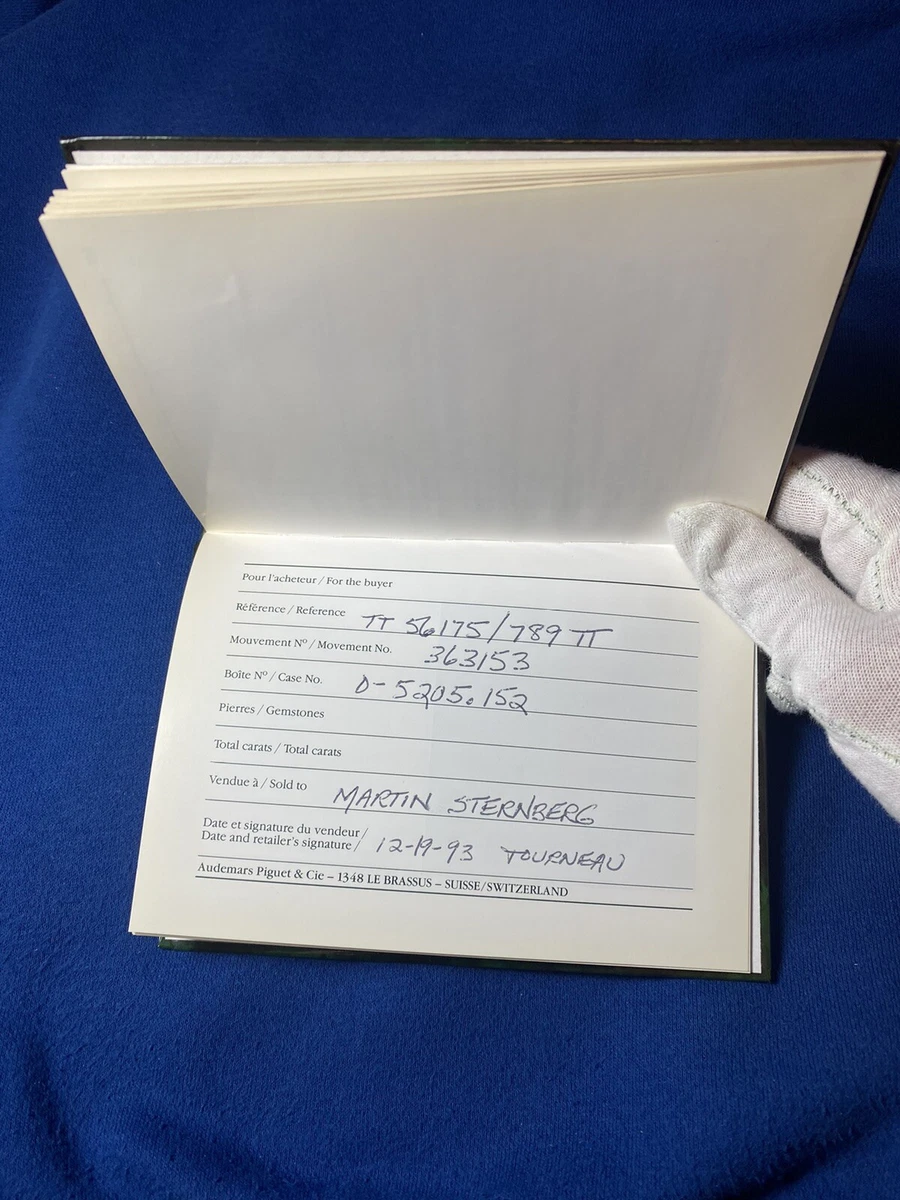 Pour l'acheteur / For the buyer
Référence / Reference TT 56175/789 TT
Mouvement Nº / Movement No. 363153
Boîte Nº / Case No. D-5205.152
Pierres / Gemstones
Total carats / Total carats
Vendue à / Sold to MARTIN STERNBERG
Date et signature du vendeur /
Date and retailer's signature / 12-19-93 TOURNEAU
Audemars Piguet & Cie – 1348 LE BRASSUS – SUISSE/SWITZERLAND